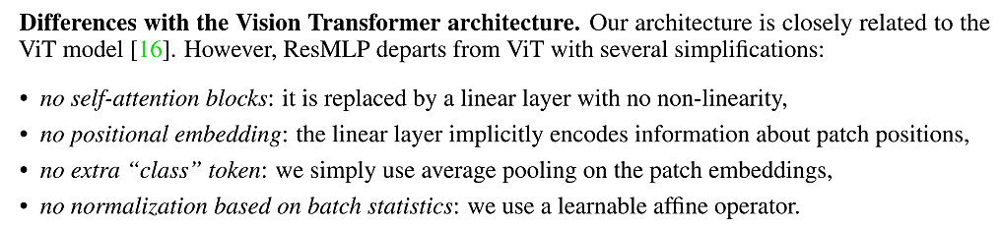 Differences with the Vision Transformer architecture. Our architecture is closely related to the
ViT model [16]. However, ResMLP departs from ViT with several simplifications:
• no self-attention blocks: it is replaced by a linear layer with no non-linearity,
• no positional embedding: the linear layer implicitly encodes information about patch positions,
• no extra “class” token: we simply use average pooling on the patch embeddings,
• no normalization based on batch statistics: we use a learnable affine operator.